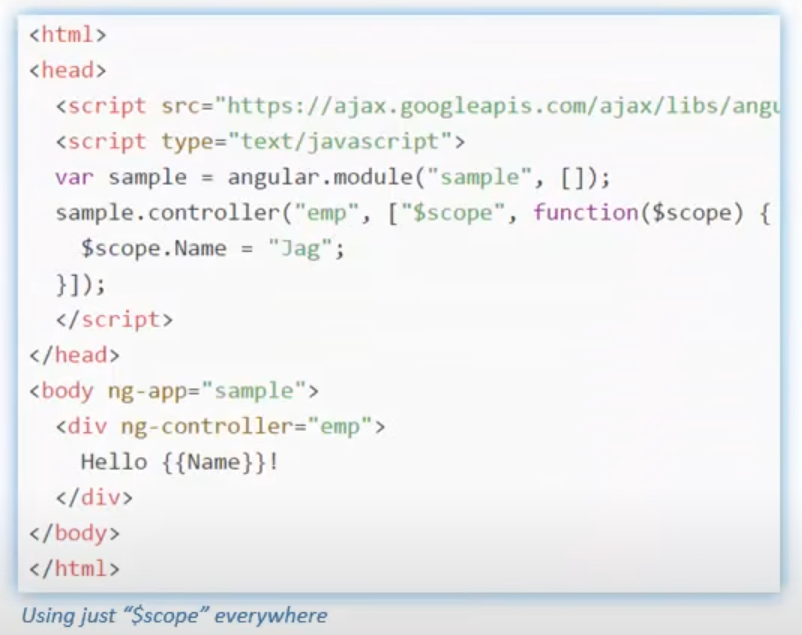 <html>
<head>
<script src="https://ajax.googleapis.com/ajax/libs/angu
<script type="text/javascript">
var sample = angular.module("sample", []);
sample.controller("emp", ["$scope", function($scope) {
$scope.Name = "Jag";
}]);
</script>
</head>
<body ng-app="sample">
<div ng-controller="emp">
Hello {{Name}}!
</div>
</body>
</html>
Using just “$scope” everywhere